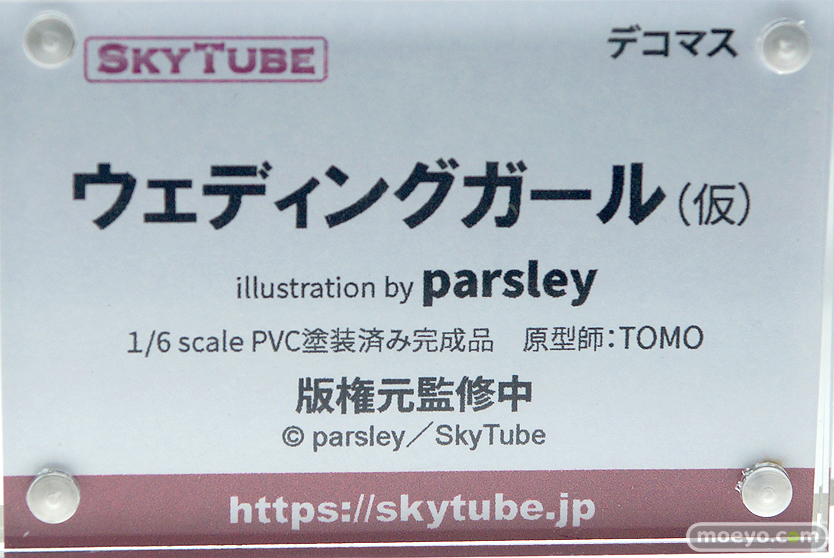 SKYTUBE
デコマス
ウェディングガール（仮）
illustration by parsley
1/6 scale PVC塗装済み完成品　原型師：TOMO
版権元監修中
© parsley／SkyTube
https://skytube.jp
moeyo.com